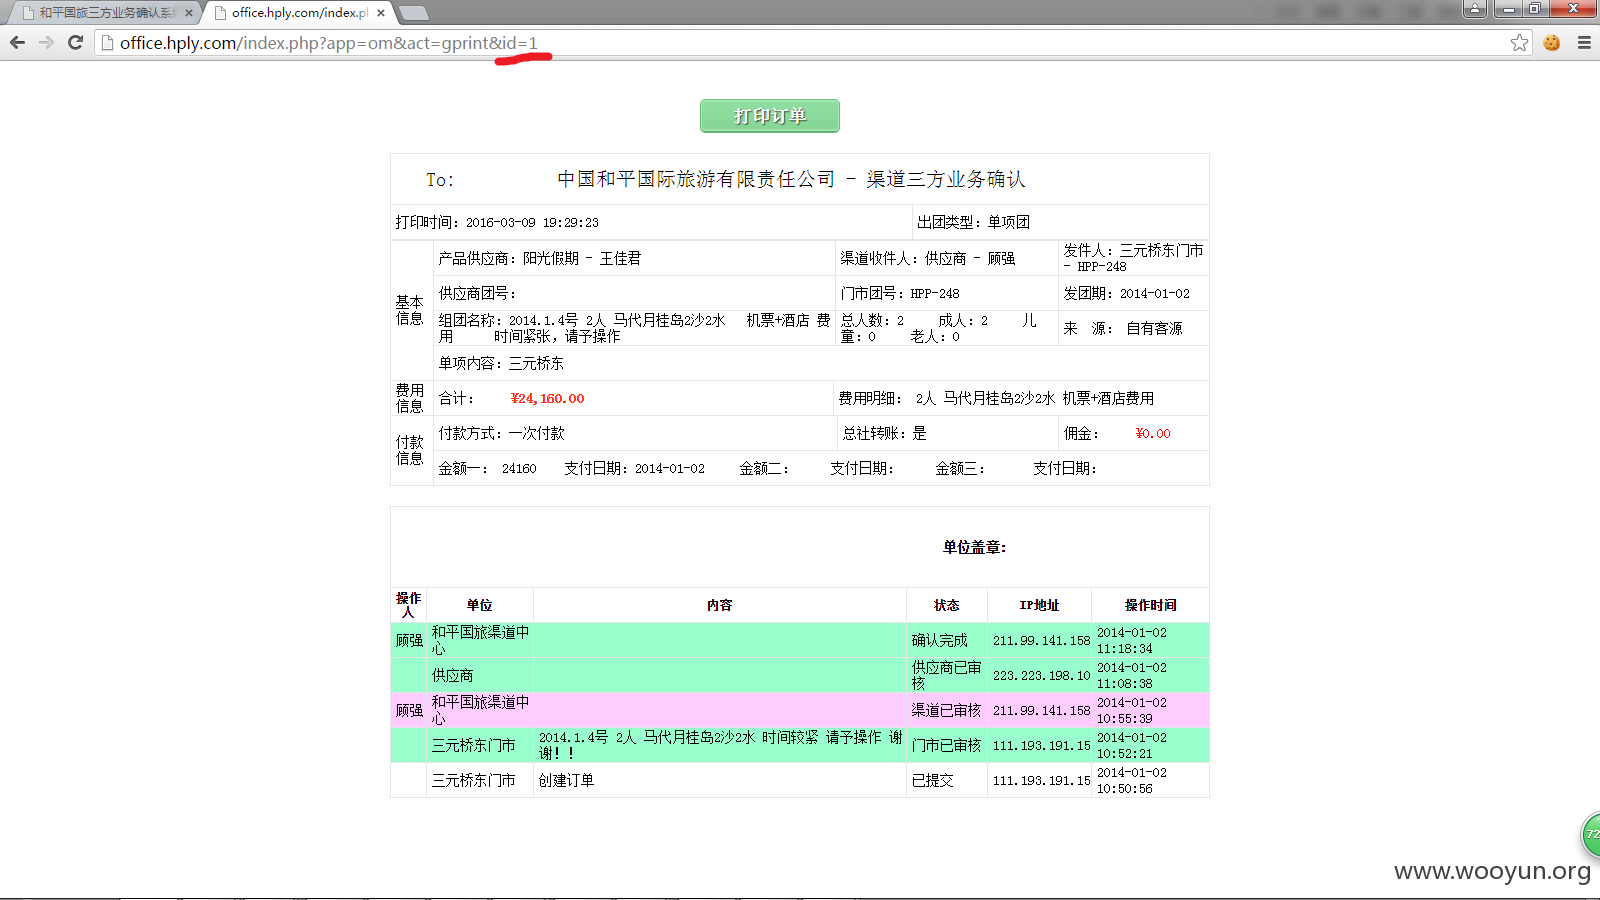 和平国旅三方业务确认系
office.hply.com/index.p
office.hply.com/index.php?app=om&act=gprint&id=1
打印订单
To: 中国和平国际旅游有限责任公司 - 渠道三方业务确认
打印时间: 2016-03-09 19:29:23 出团类型: 单项团
基本信息
产品供应商: 阳光假期 - 王佳君 渠道收件人: 供应商 - 顾强 发件人: 三元桥东门市 - HPP-248
供应商团号: 门市团号: HPP-248 发团期: 2014-01-02
组团名称: 2014.1.4号 2人 马代月桂岛2沙2水 机票+酒店 费用 时间紧张, 请予操作 总人数: 2 成人: 2 儿童: 0 老人: 0 来 源: 自有客源
单项内容: 三元桥东
费用信息 合计: ¥24,160.00 费用明细: 2人 马代月桂岛2沙2水 机票+酒店费用
付款信息
付款方式: 一次付款 总社转账: 是 佣金: ¥0.00
金额一: 24160 支付日期: 2014-01-02 金额二: 支付日期: 金额三: 支付日期:
单位盖章:
操作人 单位 内容 状态 IP地址 操作时间
顾强 和平国旅渠道中心 确认完成 211.99.141.158 2014-01-02 11:18:34
供应商 供应商已审核 223.223.198.10 2014-01-02 11:08:38
顾强 和平国旅渠道中心 渠道已审核 211.99.141.158 2014-01-02 10:55:39
三元桥东门市 2014.1.4号 2人 马代月桂岛2沙2水 时间较紧 请予操作 谢谢!! 门市已审核 111.193.191.15 2014-01-02 10:52:21
三元桥东门市 创建订单 已提交 111.193.191.15 2014-01-02 10:50:56
72
www.wooyun.org